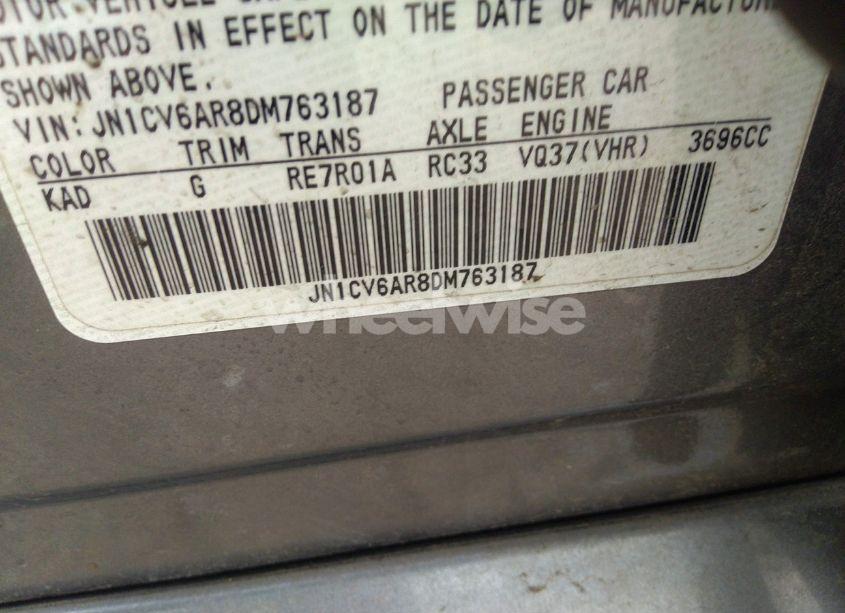 STANDARDS IN EFFECT ON THE DATE OF
SHOWN ABOVE.
VIN: JN1CV6AR8DM763187 PASSENGER CAR
COLOR TRIM TRANS AXLE ENGINE
KAD G RE7R01A RC33 VQ37(VHR) 3696CC
JN1CV6AR8DM763187
wheelwise